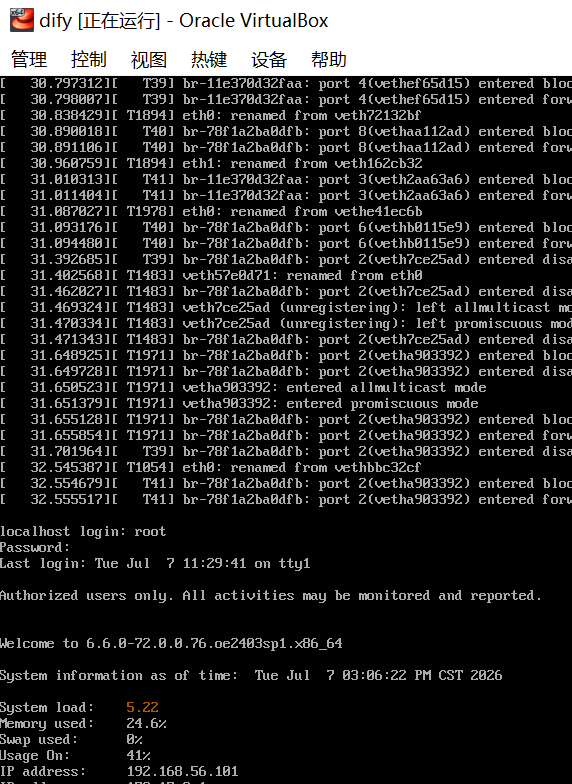 dify [正在运行] - Oracle VirtualBox
管理 控制 视图 热键 设备 帮助
[   30.797312][   T39] br-11e370d32faa: port 4(vethef65d15) entered bloc
[   30.798007][   T39] br-11e370d32faa: port 4(vethef65d15) entered forw
[   30.838429][ T1894] eth0: renamed from veth72132bf
[   30.890018][   T40] br-78f1a2ba0dfb: port 8(vethaa112ad) entered bloc
[   30.891106][   T40] br-78f1a2ba0dfb: port 8(vethaa112ad) entered forw
[   30.960759][ T1894] eth1: renamed from veth162cb32
[   31.010313][   T41] br-11e370d32faa: port 3(veth2aa63a6) entered bloc
[   31.011404][   T41] br-11e370d32faa: port 3(veth2aa63a6) entered forw
[   31.087027][ T1978] eth0: renamed from vethe41ec6b
[   31.093176][   T40] br-78f1a2ba0dfb: port 6(vethb0115e9) entered bloc
[   31.094480][   T40] br-78f1a2ba0dfb: port 6(vethb0115e9) entered forw
[   31.392685][   T39] br-78f1a2ba0dfb: port 2(veth7ce25ad) entered disa
[   31.402568][ T1483] veth57e0d71: renamed from eth0
[   31.462027][ T1483] br-78f1a2ba0dfb: port 2(veth7ce25ad) entered disa
[   31.469324][ T1483] veth7ce25ad (unregistering): left allmulticast mo
[   31.470334][ T1483] veth7ce25ad (unregistering): left promiscuous mod
[   31.471343][ T1483] br-78f1a2ba0dfb: port 2(veth7ce25ad) entered disa
[   31.648925][ T1971] br-78f1a2ba0dfb: port 2(vetha903392) entered bloc
[   31.649728][ T1971] br-78f1a2ba0dfb: port 2(vetha903392) entered disa
[   31.650523][ T1971] vetha903392: entered allmulticast mode
[   31.651379][ T1971] vetha903392: entered promiscuous mode
[   31.655128][ T1971] br-78f1a2ba0dfb: port 2(vetha903392) entered bloc
[   31.655854][ T1971] br-78f1a2ba0dfb: port 2(vetha903392) entered forw
[   31.701964][   T39] br-78f1a2ba0dfb: port 2(vetha903392) entered disa
[   32.545387][ T1054] eth0: renamed from vethbbc32cf
[   32.554679][   T41] br-78f1a2ba0dfb: port 2(vetha903392) entered bloc
[   32.555517][   T41] br-78f1a2ba0dfb: port 2(vetha903392) entered forw
localhost login: root
Password:
Last login: Tue Jul  7 11:29:41 on tty1
Authorized users only. All activities may be monitored and reported.
Welcome to 6.6.0-72.0.0.76.oe2403sp1.x86_64
System information as of time:  Tue Jul  7 03:06:22 PM CST 2026
System load:    5.22
Memory used:    24.6%
Swap used:      0%
Usage On:       41%
IP address:     192.168.56.101